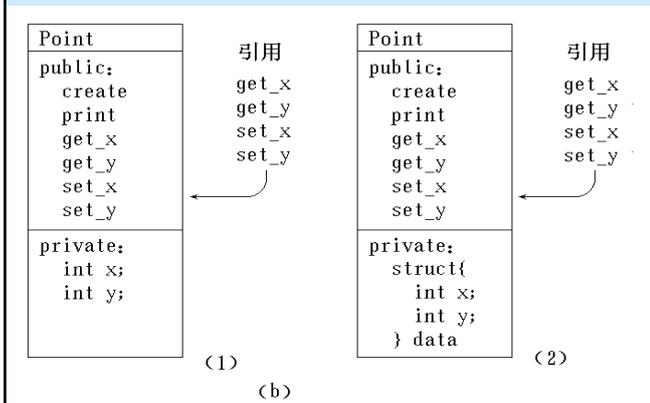 Point
public:
create
print
get_x
get_y
set_x
set_y
private:
int x;
int y;
引用
get_x
get_y
set_x
set_y
(1)
Point
public:
create
print
get_x
get_y
set_x
set_y
private:
struct{
int x;
int y;
} data
引用
get_x
get_y
set_x
set_y
(2)
(b)